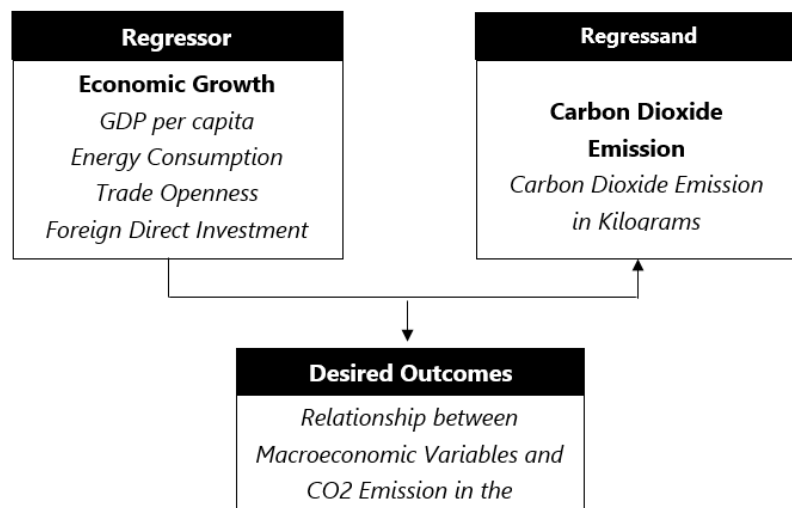 Regressor
Economic Growth
GDP per capita
Energy Consumption
Trade Openness
Foreign Direct Investment
Regressand
Carbon Dioxide
Emission
Carbon Dioxide Emission
in Kilograms
Desired Outcomes
Relationship between
Macroeconomic Variables and
CO2 Emission in the